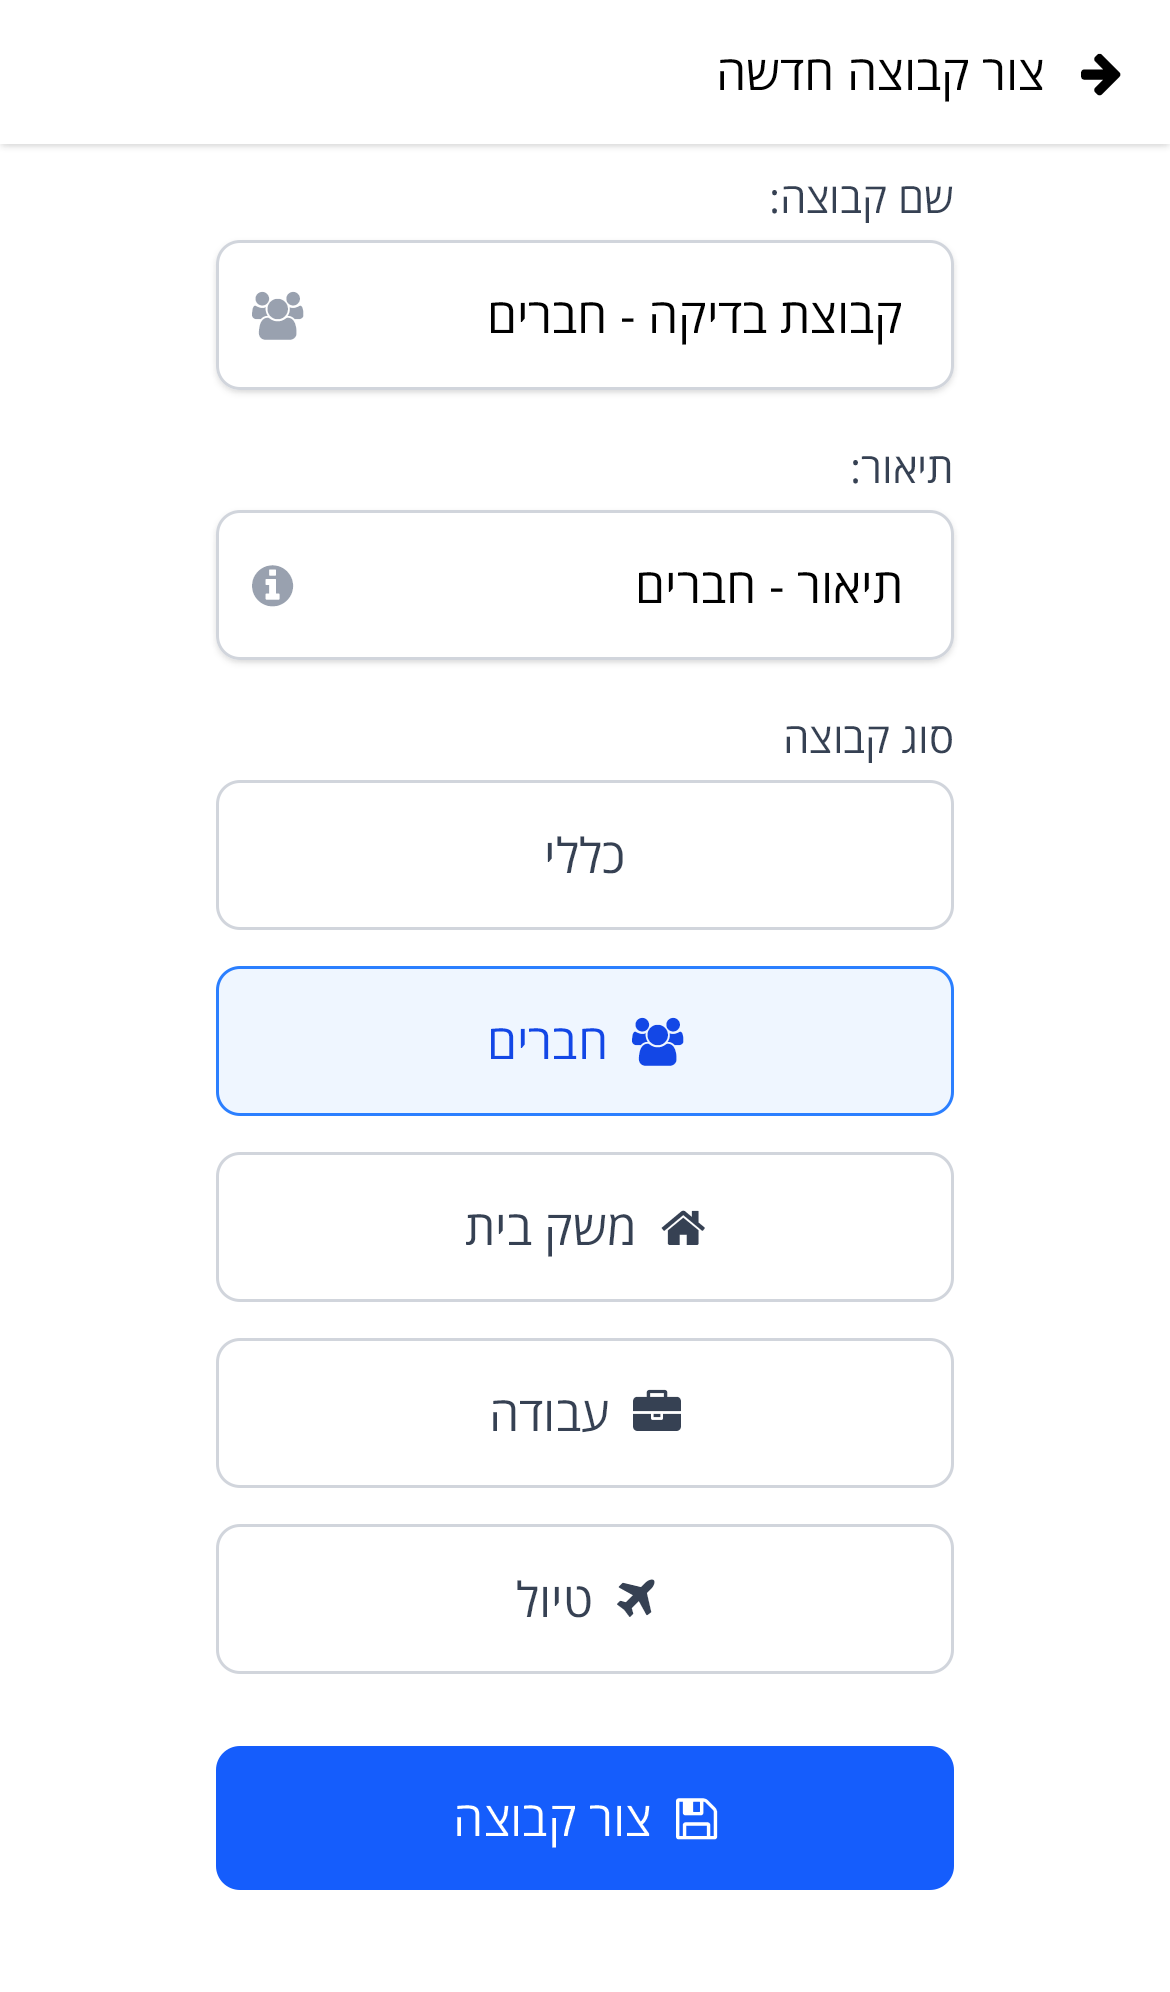 צור קבוצה חדשה
שם קבוצה:
קבוצת בדיקה - חברים
תיאור:
תיאור - חברים
סוג קבוצה
כללי
חברים
משק בית
עבודה
טיול
צור קבוצה